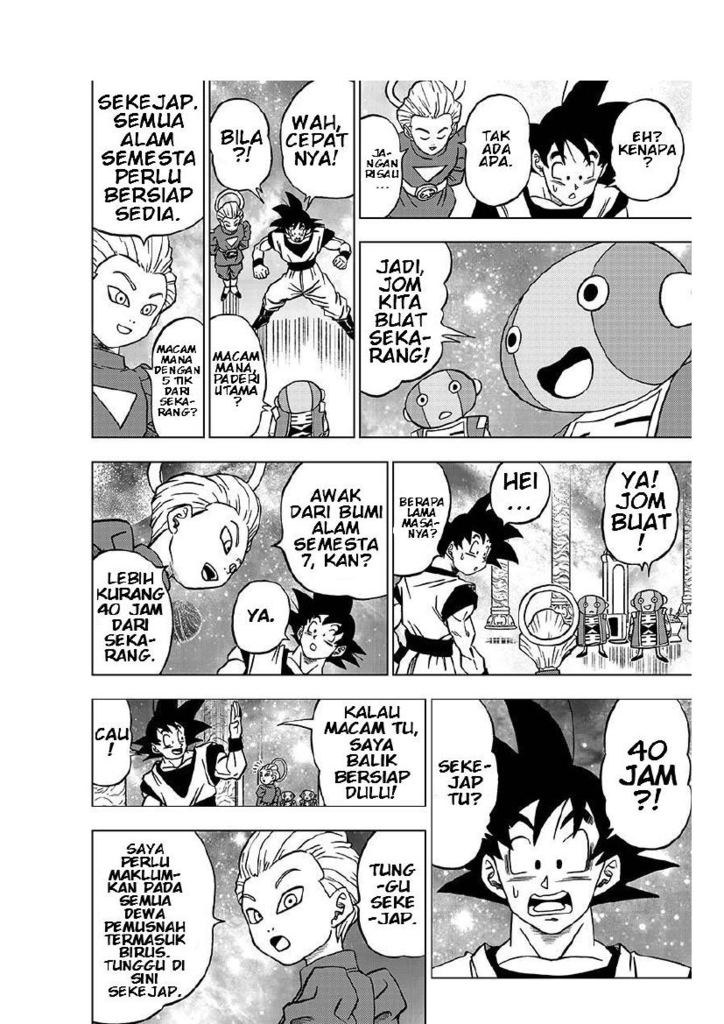 EH?
KENAPA
?
TAK
ADA
APA.
JA-
NGAN
RISAU
...
WAH,
CEPAT
NYA!
BILA
?!
SEKEJAP.
SEMUA
ALAM
SEMESTA
PERLU
BERSIAP
SEDIA.
JADI,
JOM
KITA
BUAT
SEKA-
RANG!
MACAM
MANA,
PADERI
UTAMA
?
MACAM
MANA
DENGAN
5 TIK
DARI
SEKA-
RANG?
YA!
JOM
BUAT
!
HEI
...
BERAPA
LAMA
MASA-
NYA?
AWAK
DARI BUMI
ALAM
SEMESTA
7, KAN?
YA.
LEBIH
KURANG
40 JAM
DARI
SEKA-
RANG.
40
JAM
?!
SEKE-
JAP
TU?
KALAU
MACAM TU,
SAYA
BALIK
BERSIAP
DULU!
CAU
!
TUNG
-GU
SEKE
-JAP.
SAYA
PERLU
MAKLUM-
KAN PADA
SEMUA
DEWA
PEMUSNAH
TERMASUK
BIRUS.
TUNGGU DI
SINI
SEKEJAP.